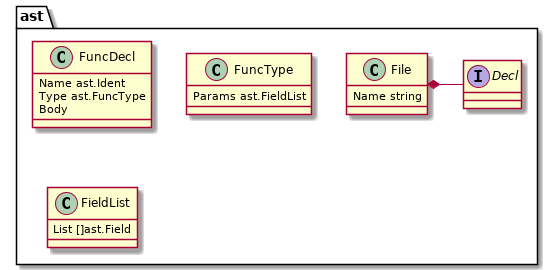 ast
C FuncDecl
Name ast.Ident
Type ast.FuncType
Body
C FuncType
Params ast.FieldList
C File
Name string
I Decl
C FieldList
List []ast.Field